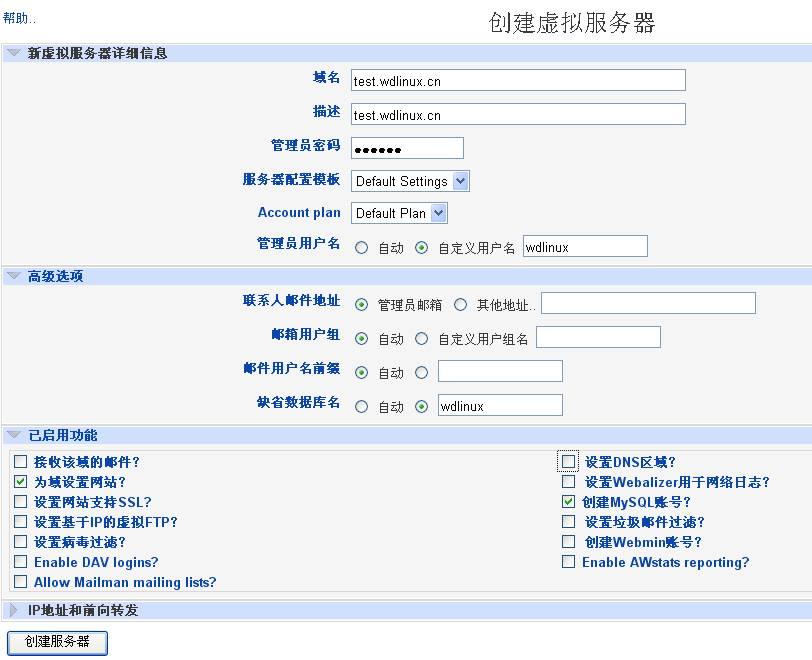 帮助..
创建虚拟服务器
新虚拟服务器详细信息
域名 test.wdlinux.cn
描述 test.wdlinux.cn
管理员密码 ●●●●●●
服务器配置模板 Default Settings
Account plan Default Plan
管理员用户名 自动 自定义用户名 wdlinux
高级选项
联系人邮件地址 管理员邮箱 其他地址..
邮箱用户组 自动 自定义用户组名
邮件用户名前缀 自动
缺省数据库名 自动 wdlinux
已启用功能
接收该域的邮件? 设置DNS区域?
为域设置网站? 设置Webalizer用于网络日志?
设置网站支持SSL? 创建MySQL账号?
设置基于IP的虚拟FTP? 设置垃圾邮件过滤?
设置病毒过滤? 创建Webmin账号?
Enable DAV logins? Enable AWstats reporting?
Allow Mailman mailing lists?
IP地址和前向转发
创建服务器